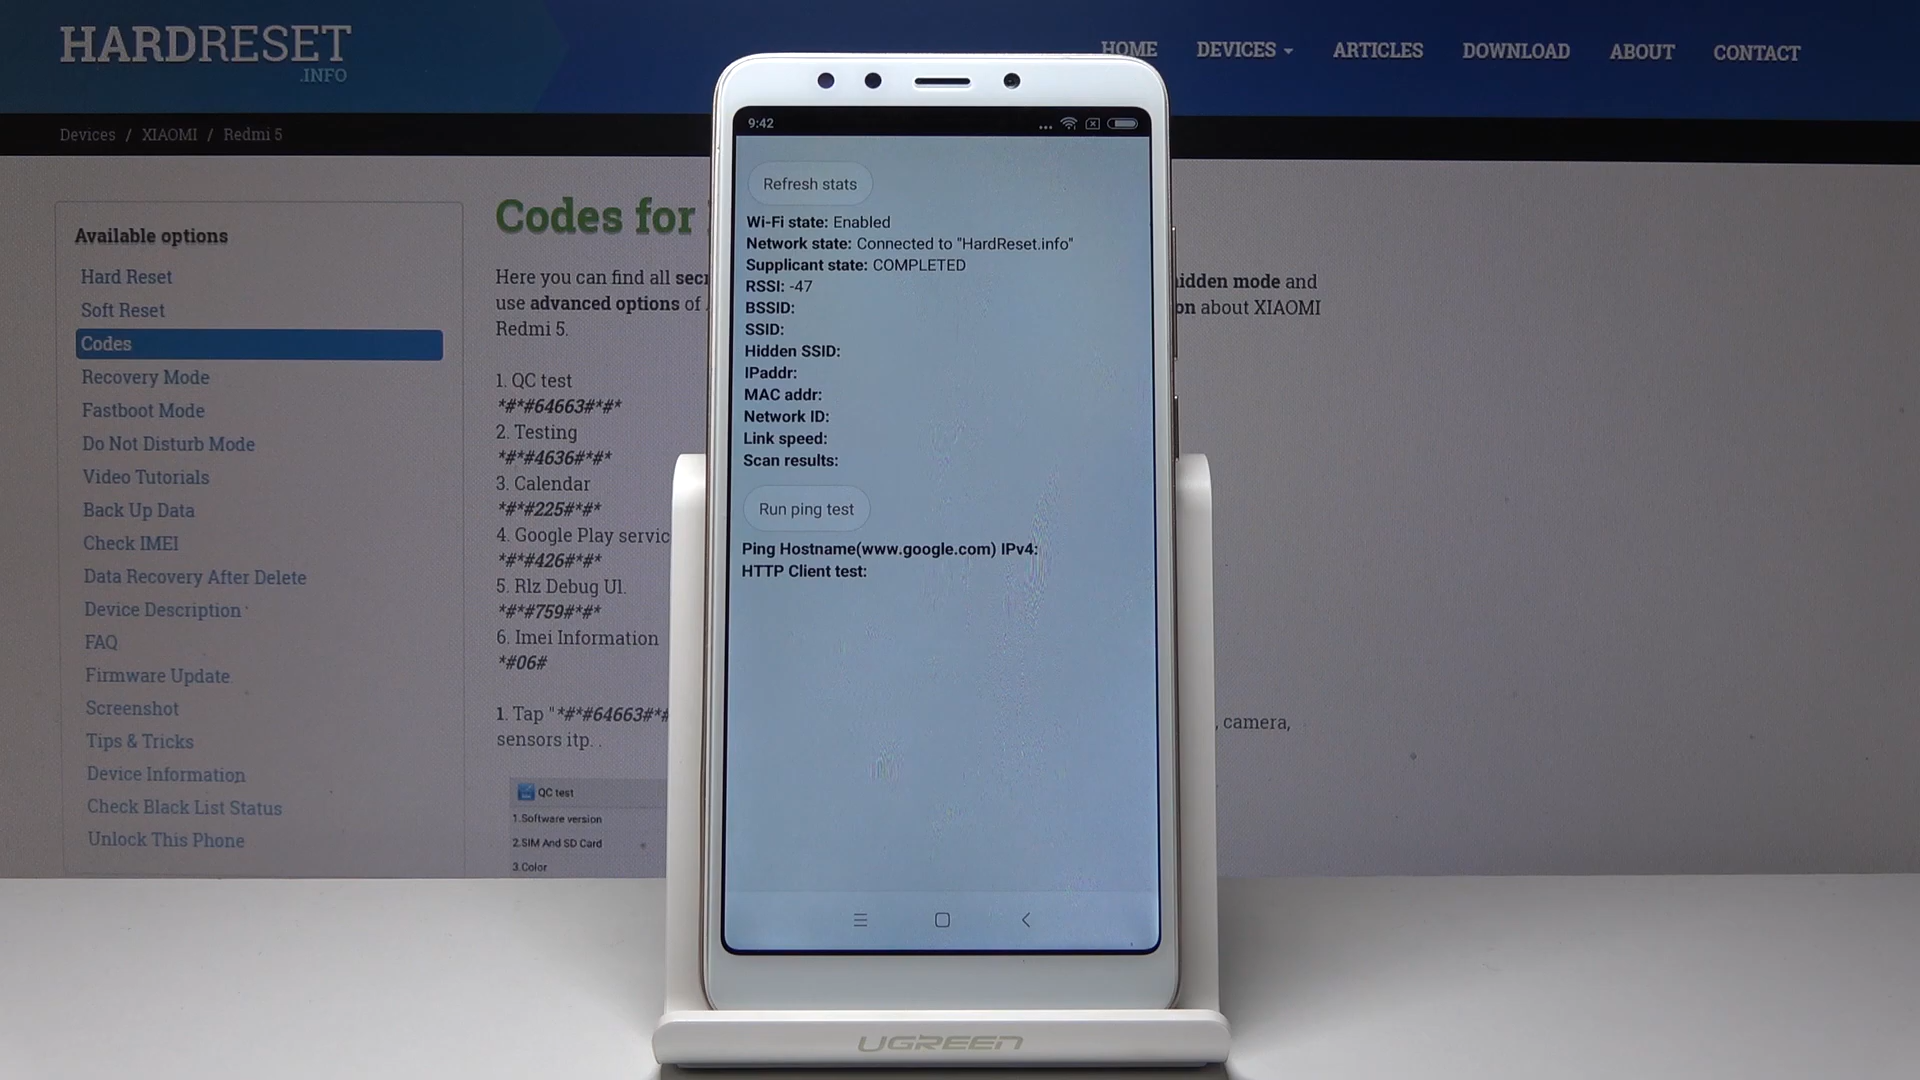 HARDRESET
.INFO
HOME DEVICES ARTICLES DOWNLOAD ABOUT CONTACT
Devices / XIAOMI / Redmi 5
Available options
Hard Reset
Soft Reset
Codes
Recovery Mode
Fastboot Mode
Do Not Disturb Mode
Video Tutorials
Back Up Data
Check IMEI
Data Recovery After Delete
Device Description
FAQ
Firmware Update
Screenshot
Tips & Tricks
Device Information
Check Black List Status
Unlock This Phone
Codes for
Here you can find all
hidden mode and
use advanced options of
about XIAOMI
Redmi 5.
1. QC test
*#*#64663#*#*
2. Testing
*#*#4636#*#*
3. Calendar
*#*#225#*#*
4. Google Play servic
*#*#426#*#*
5. Rlz Debug UI.
*#*#759#*#*
6. Imei Information
*#06#
1. Tap "*#*#64663#*#
, camera,
sensors itp. .
QC test
1.Software version
2.SIM And SD Card
3.Color
9:42
Refresh stats
Wi-Fi state: Enabled
Network state: Connected to "HardReset.info"
Supplicant state: COMPLETED
RSSI: -47
BSSID:
SSID:
Hidden SSID:
IPaddr:
MAC addr:
Network ID:
Link speed:
Scan results:
Run ping test
Ping Hostname(www.google.com) IPv4:
HTTP Client test:
UGREEN